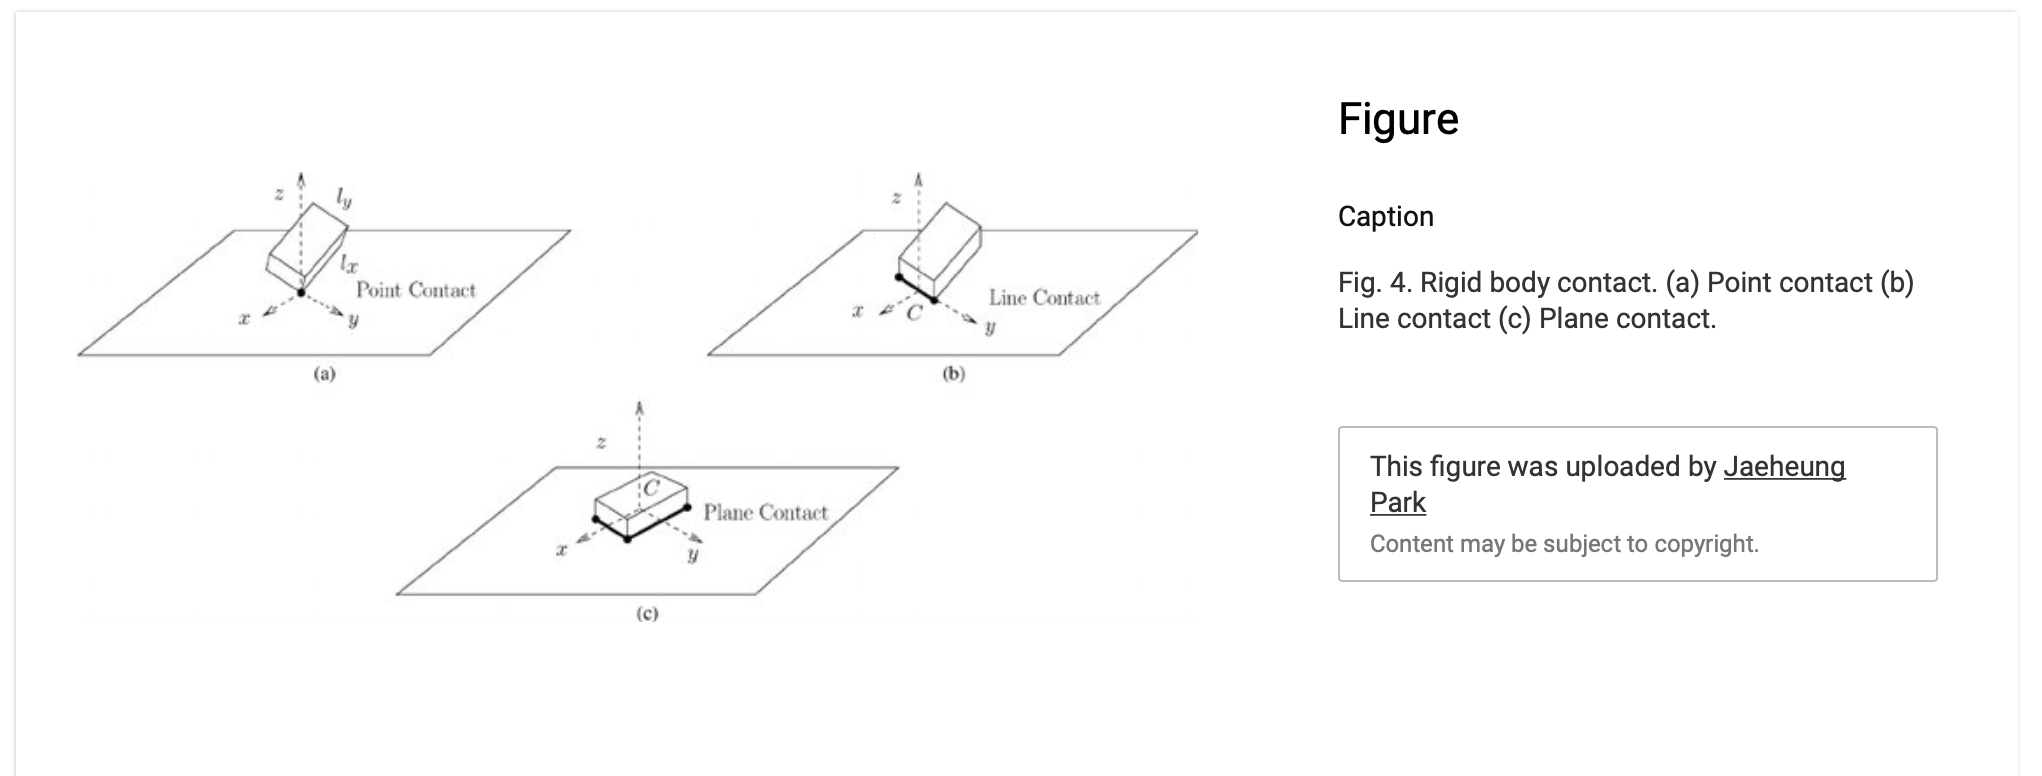 z
l_y
l_x
Point Contact
x
y
(a)
z
Line Contact
x
C
y
(b)
z
C
Plane Contact
x
y
(c)
Figure
Caption
Fig. 4. Rigid body contact. (a) Point contact (b)
Line contact (c) Plane contact.
This figure was uploaded by Jaeheung
Park
Content may be subject to copyright.